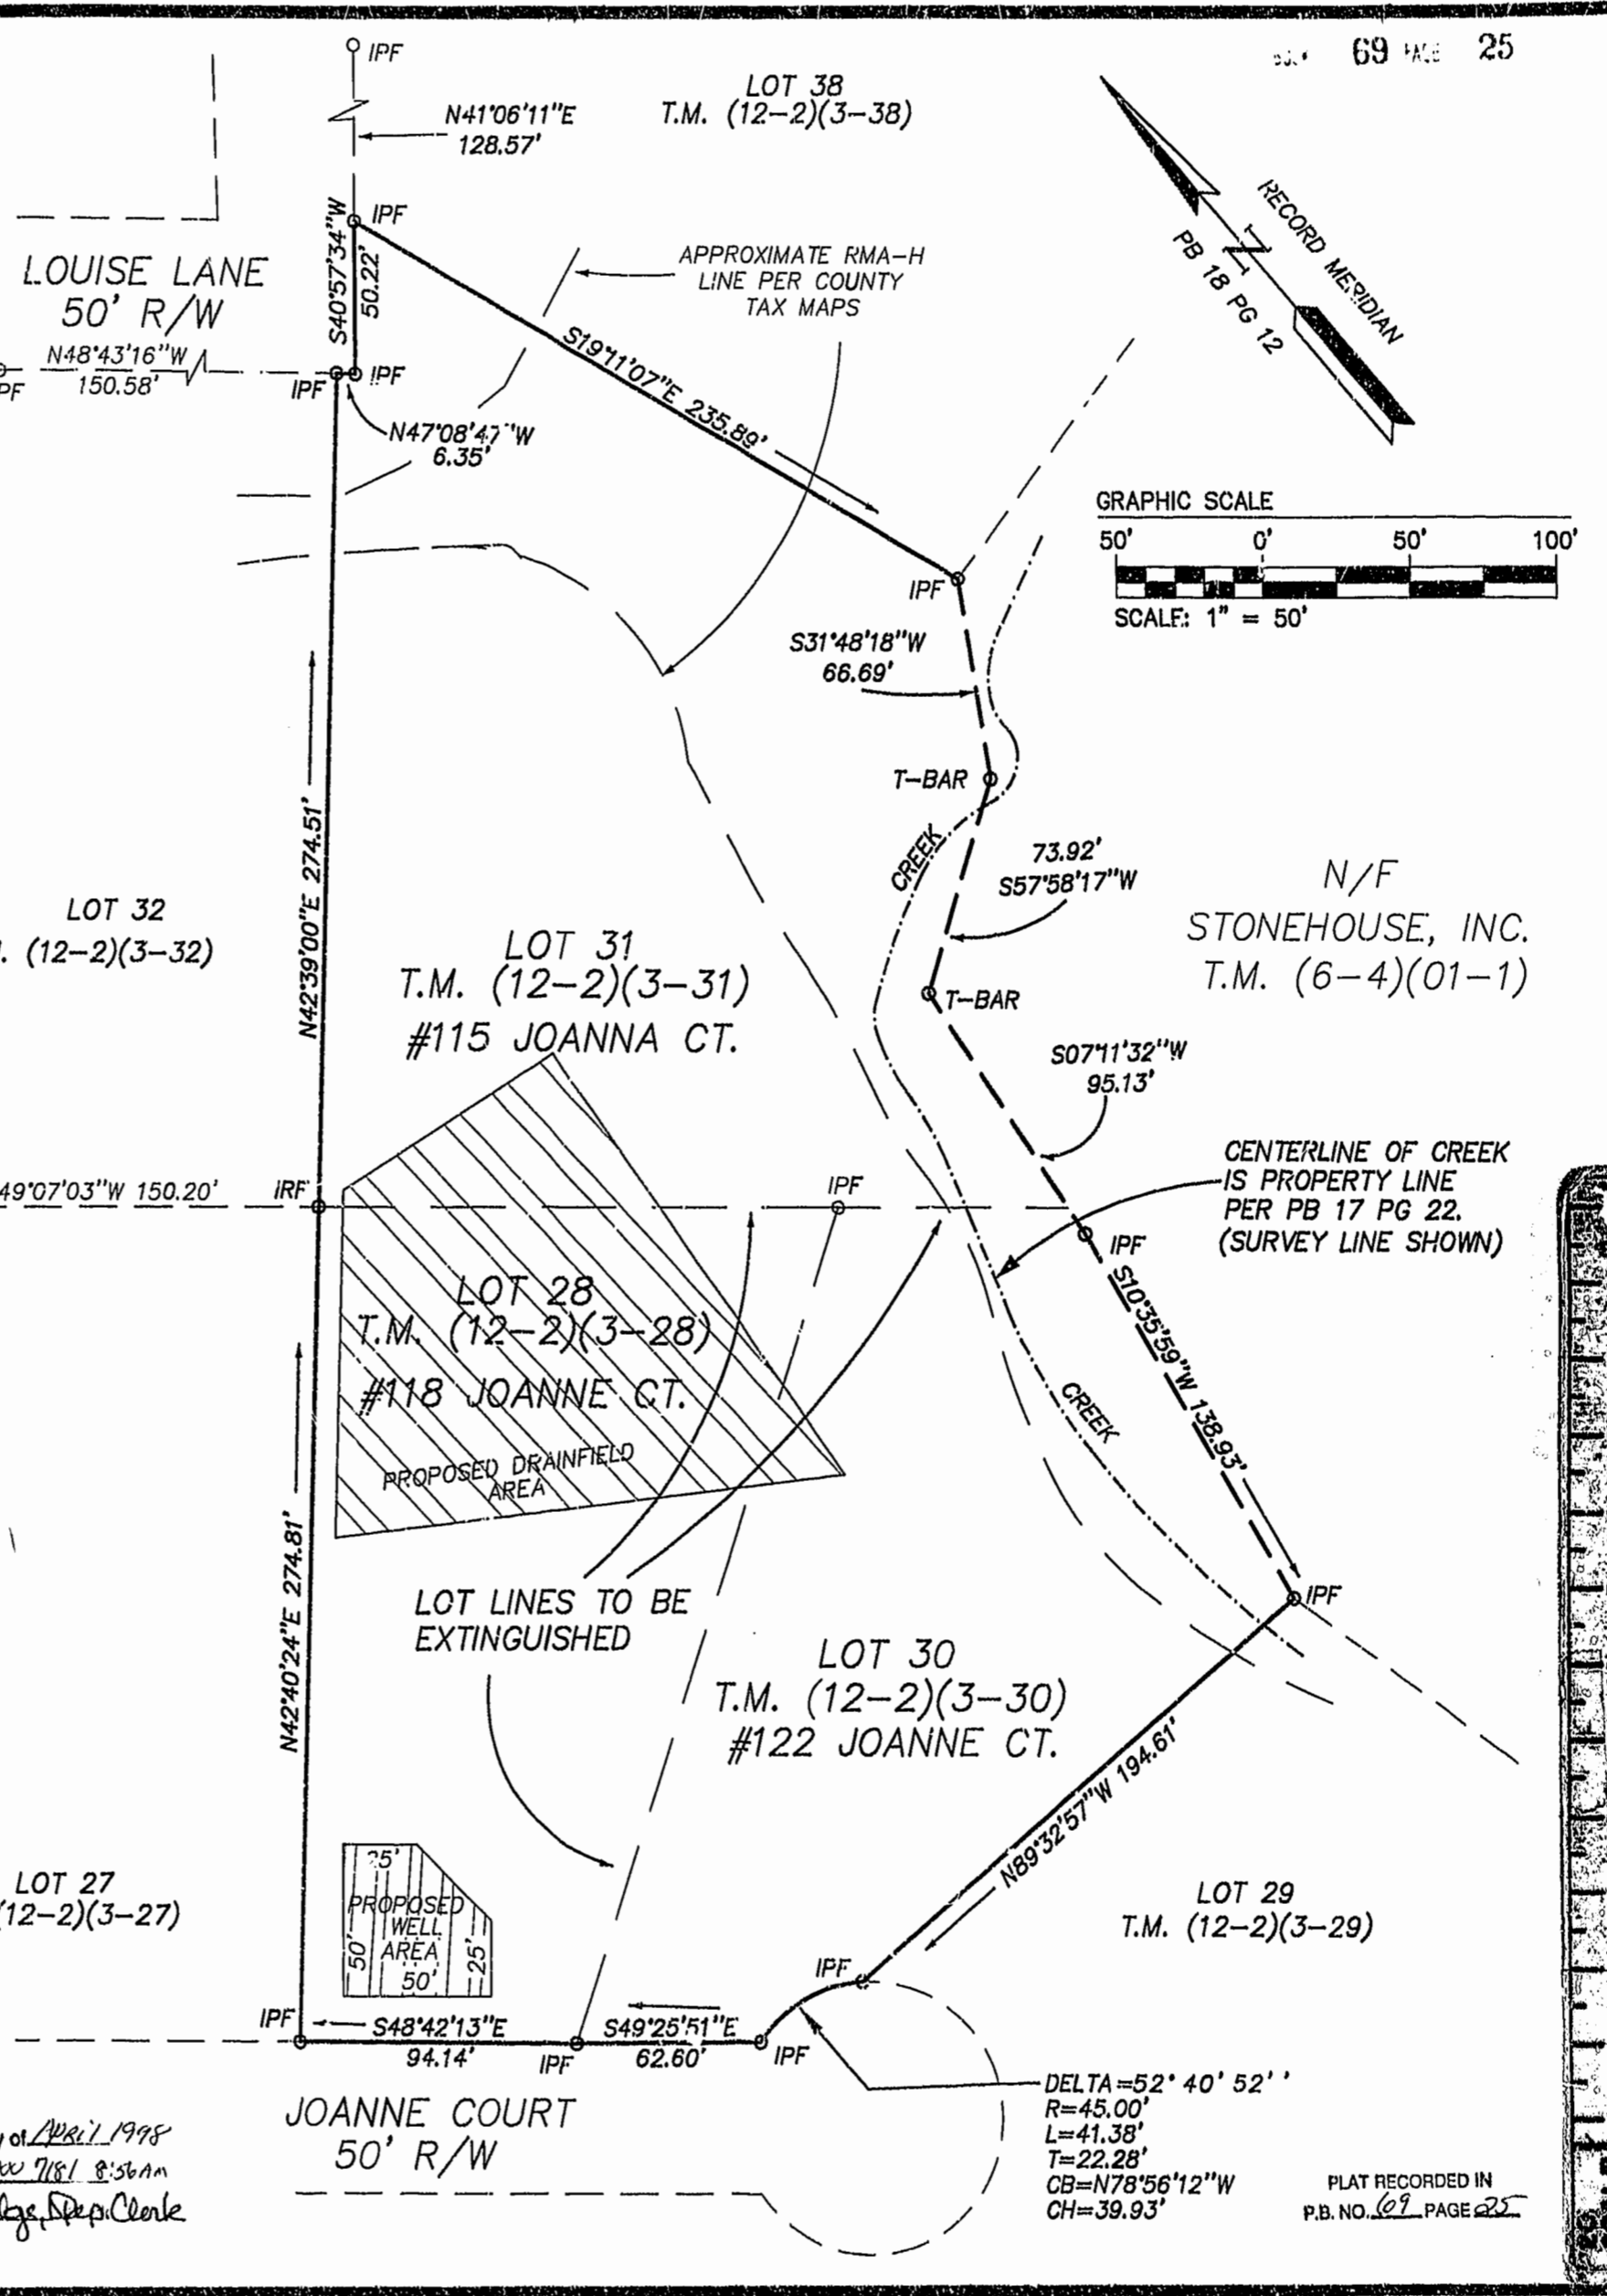 69 25
IPF
LOT 38
T.M. (12-2)(3-38)
N41°06'11"E
128.57'
IPF
S40°57'34"W
50.22'
LOUISE LANE
50' R/W
N48°43'16"W
150.58'
IPF
IPF
N47°08'47"W
6.35'
APPROXIMATE RMA-H
LINE PER COUNTY
TAX MAPS
RECORD MERIDIAN
N
PB 18 PG 12
S19°11'07"E 235.89'
GRAPHIC SCALE
50' 0' 50' 100'
SCALE: 1" = 50'
IPF
S31°48'18"W
66.69'
T-BAR
CREEK
73.92'
S57°58'17"W
N/F
STONEHOUSE, INC.
T.M. (6-4)(01-1)
N42°39'00"E 274.51'
LOT 32
. (12-2)(3-32)
LOT 31
T.M. (12-2)(3-31)
#115 JOANNA CT.
T-BAR
S07°11'32"W
95.13'
CENTERLINE OF CREEK
IS PROPERTY LINE
PER PB 17 PG 22.
(SURVEY LINE SHOWN)
49°07'03"W 150.20'
IRF
IPF
IPF
LOT 28
T.M. (12-2)(3-28)
#118 JOANNE CT.
PROPOSED DRAINFIELD
AREA
S10°35'59"W 138.93'
CREEK
IPF
N42°40'24"E 274.81'
LOT LINES TO BE
EXTINGUISHED
LOT 30
T.M. (12-2)(3-30)
#122 JOANNE CT.
N89°32'57"W 194.61'
LOT 27
(12-2)(3-27)
25'
PROPOSED
WELL
AREA
50'
50'
25'
LOT 29
T.M. (12-2)(3-29)
IPF
IPF
S48°42'13"E
94.14'
IPF
S49°25'51"E
62.60'
IPF
JOANNE COURT
50' R/W
DELTA=52° 40' 52''
R=45.00'
L=41.38'
T=22.28'
CB=N78°56'12"W
CH=39.93'
of April 1998
8:56 AM
Dep. Clerk
PLAT RECORDED IN
P.B. NO. 69 PAGE 25